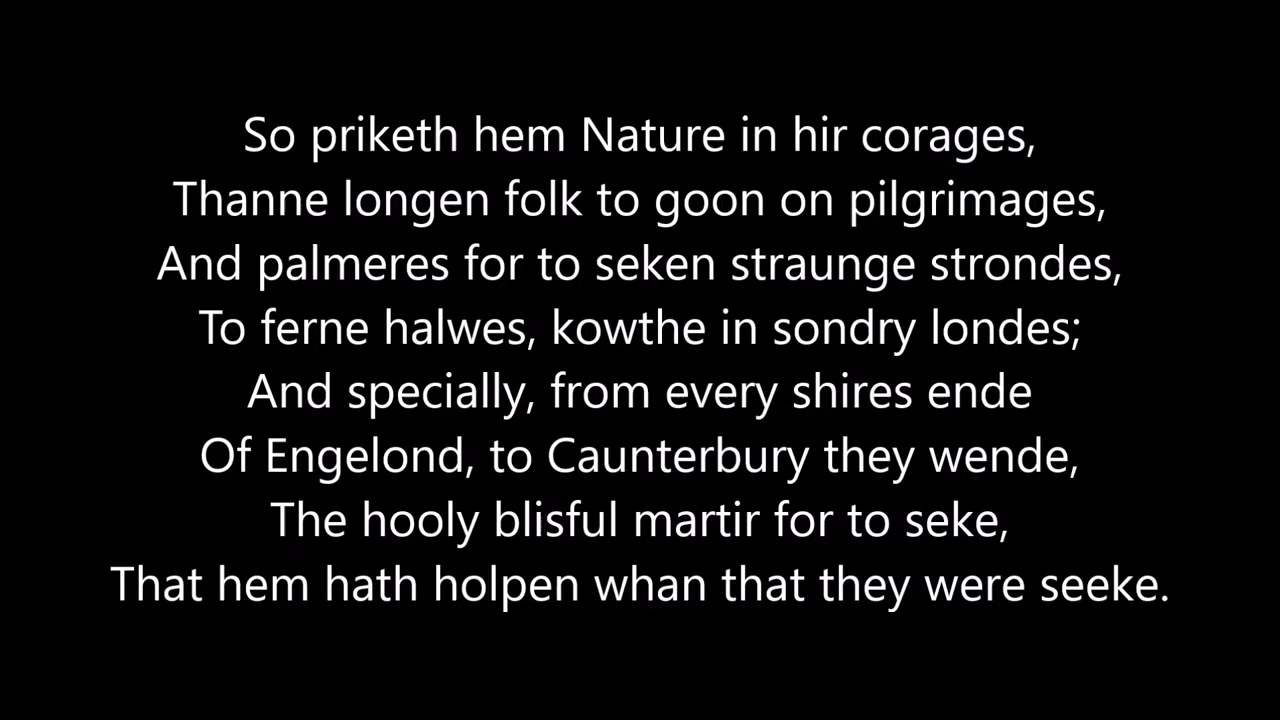 So priketh hem Nature in hir corages,
Thanne longen folk to goon on pilgrimages,
And palmeres for to seken straunge strondes,
To ferne halwes, kowthe in sondry londes;
And specially, from every shires ende
Of Engelond, to Caunterbury they wende,
The hooly blisful martir for to seke,
That hem hath holpen whan that they were seeke.